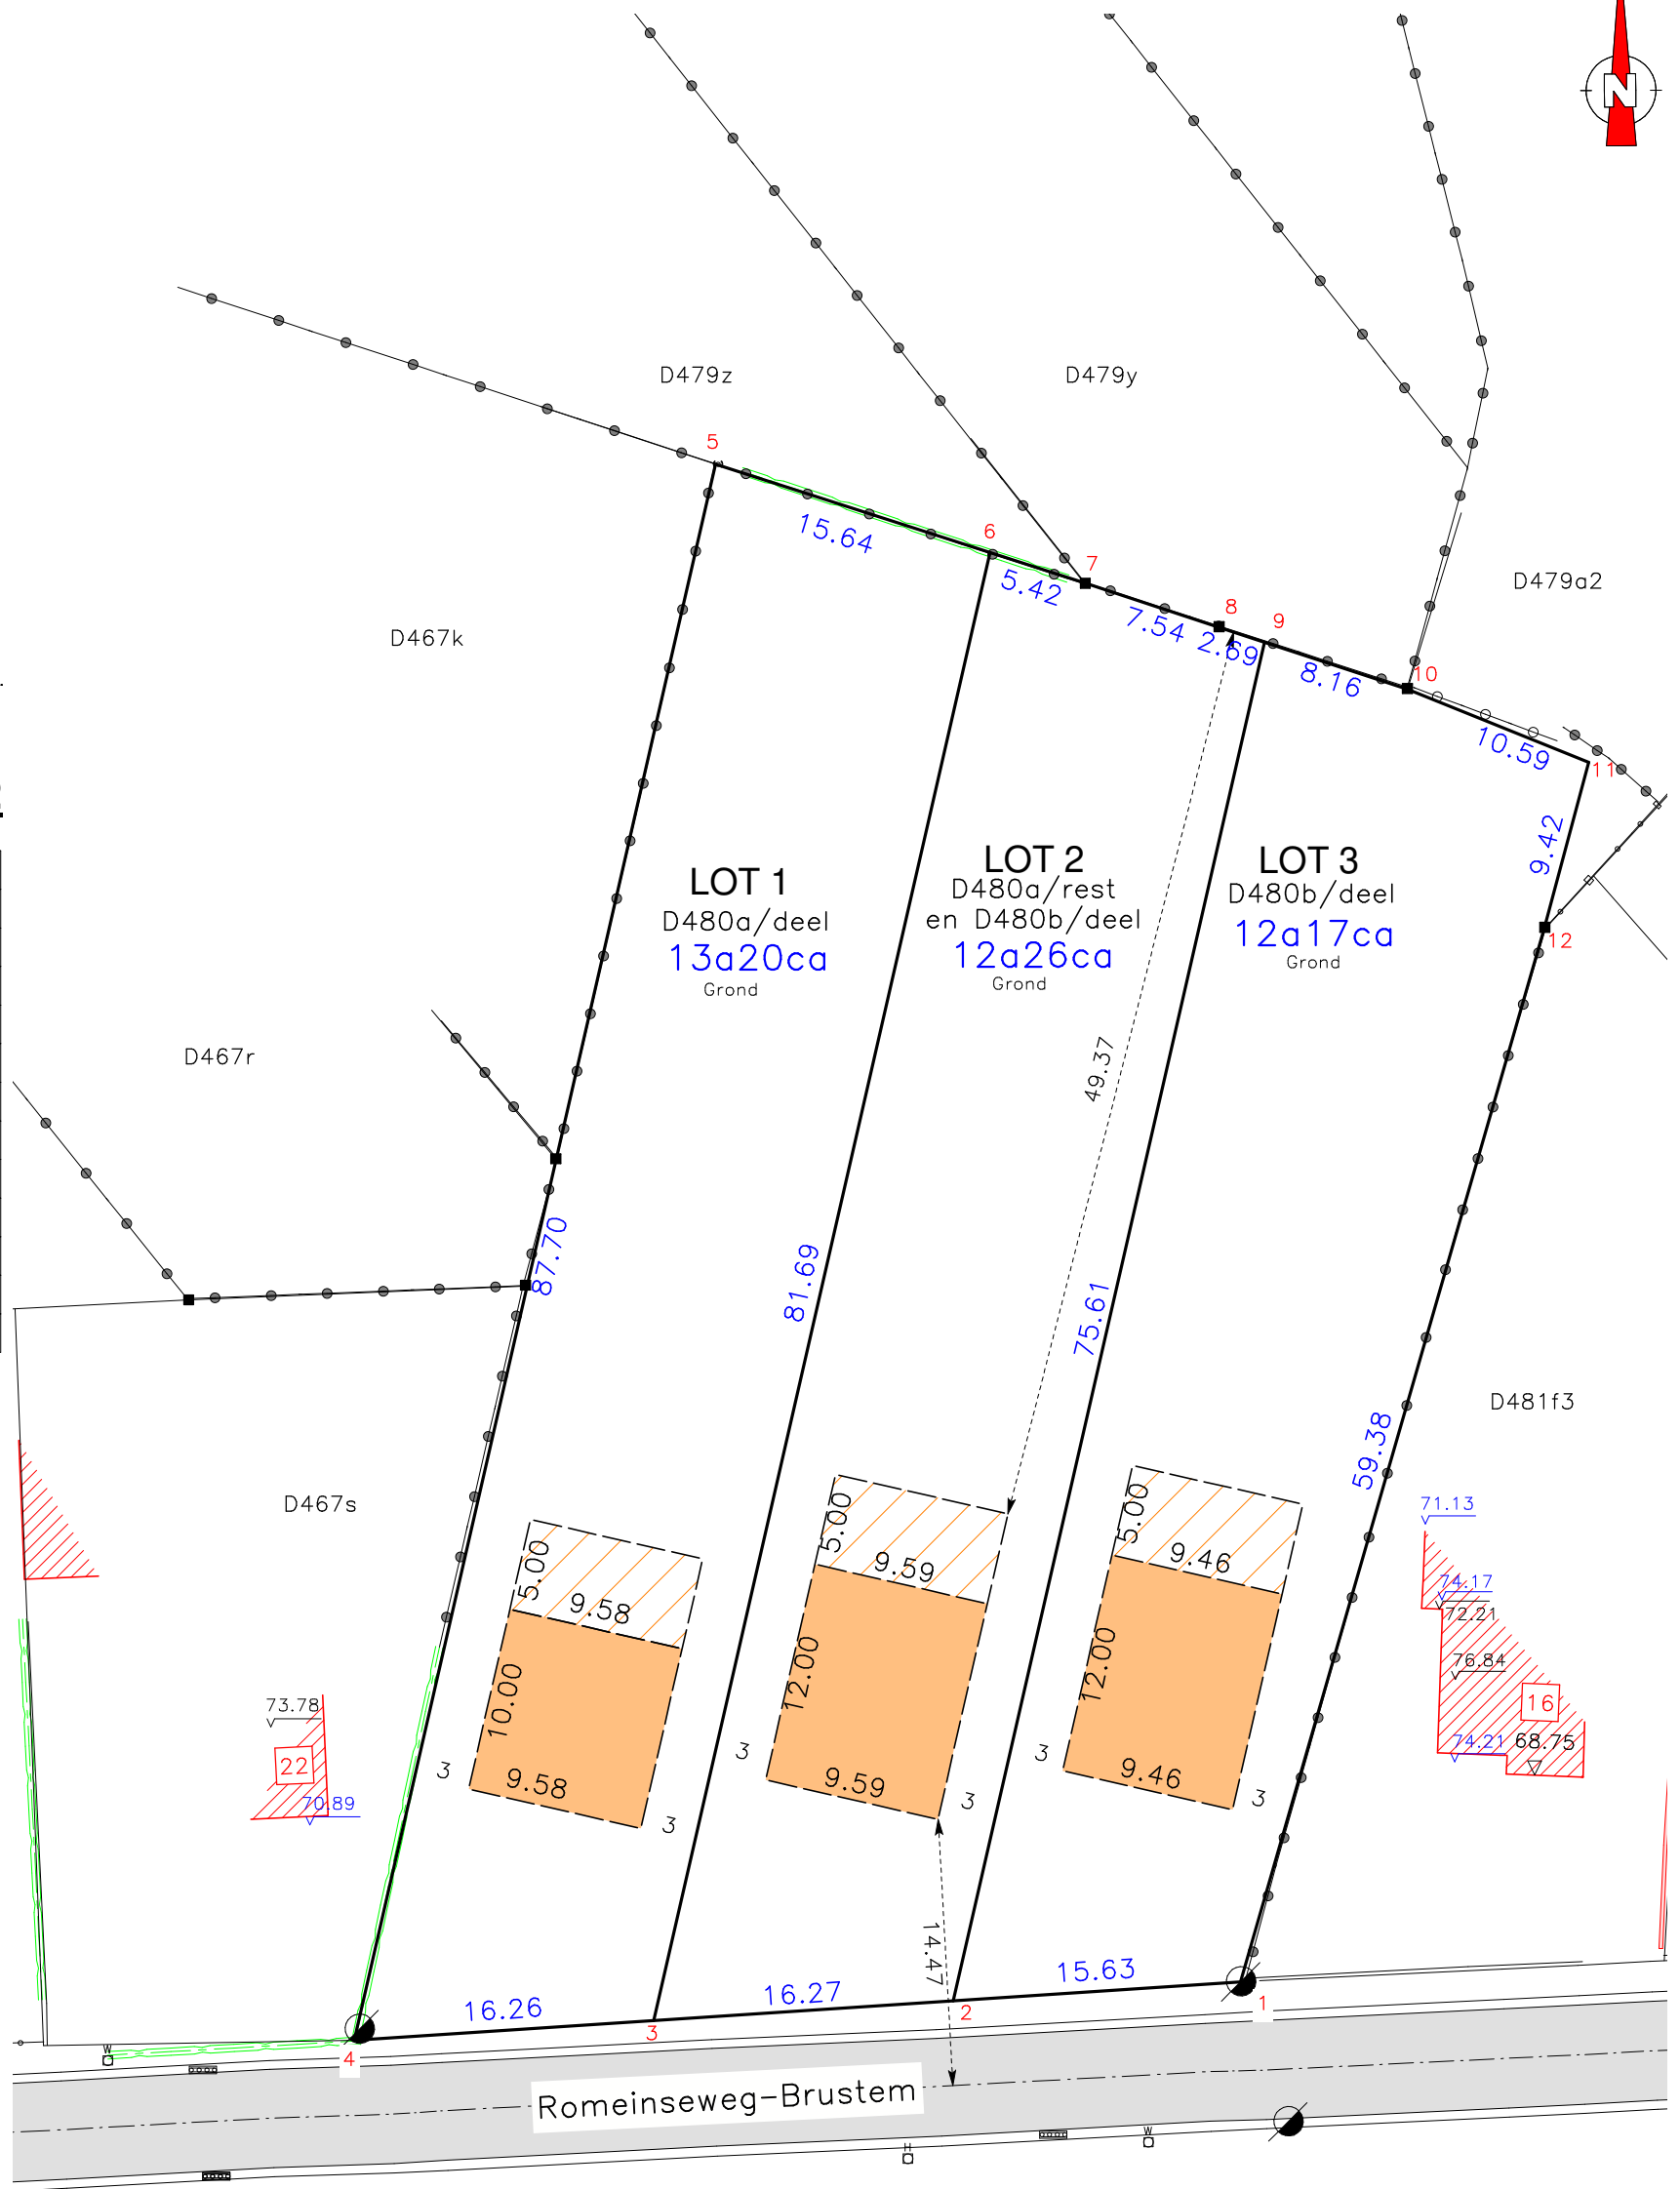 N
D479z
D479y
5
15.64
6
5.42
7
7.54
8
2.69
9
8.16
10
D479a2
10.59
11
9.42
12
D467k
LOT 1
D480a/deel
13a20ca
Grond
LOT 2
D480a/rest
en D480b/deel
12a26ca
Grond
LOT 3
D480b/deel
12a17ca
Grond
D467r
49.37
87.70
81.69
75.61
59.38
D481f3
D467s
5.00
9.58
10.00
9.58
3
3
5.00
9.59
12.00
9.59
3
3
5.00
9.46
12.00
9.46
3
3
71.13
74.17
72.21
76.84
16
74.21
68.75
73.78
22
70.89
14.47
16.26
16.27
15.63
4
3
2
1
W
Romeinseweg-Brustem
H
W